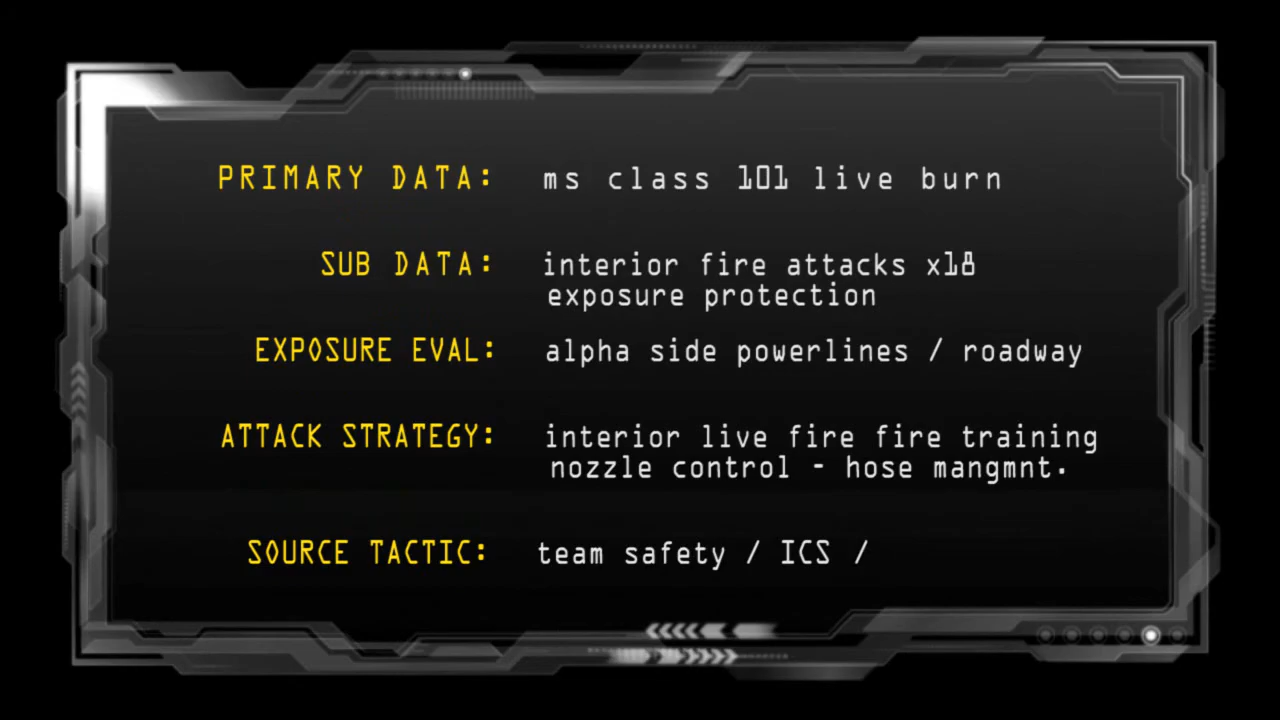 PRIMARY DATA: ms class 101 live burn
SUB DATA: interior fire attacks x18
exposure protection
EXPOSURE EVAL: alpha side powerlines / roadway
ATTACK STRATEGY: interior live fire fire training
nozzle control - hose mangmnt.
SOURCE TACTIC: team safety / ICS /